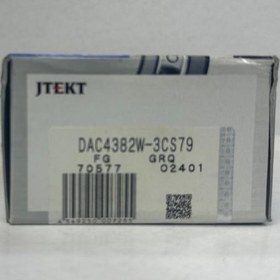 JTEKT
DAC4382W-3CS79
FG GRQ
70577 02401